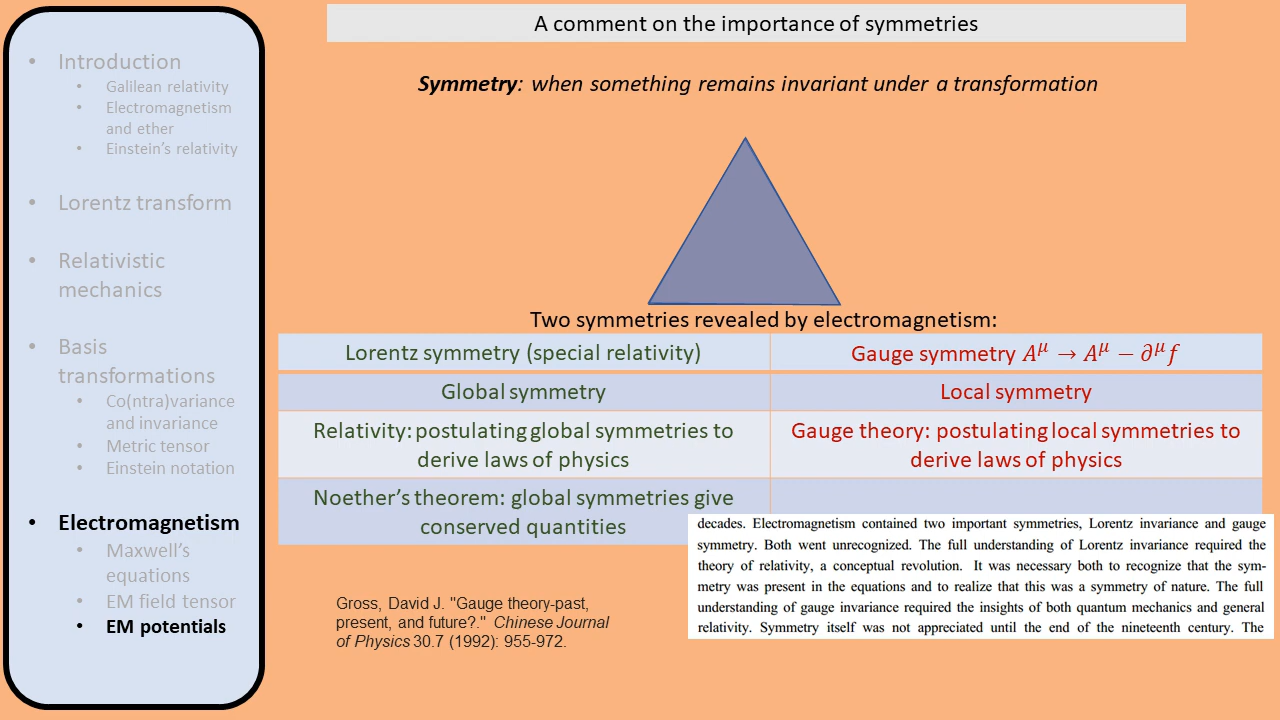 A comment on the importance of symmetries
• Introduction
• Galilean relativity
• Electromagnetism
and ether
• Einstein's relativity
• Lorentz transform
• Relativistic
mechanics
• Basis
transformations
• Co(ntra)variance
and invariance
• Metric tensor
• Einstein notation
• Electromagnetism
• Maxwell's
equations
• EM field tensor
• EM potentials
Symmetry: when something remains invariant under a transformation
Two symmetries revealed by electromagnetism:
Lorentz symmetry (special relativity)
Gauge symmetry A^μ → A^μ − ∂^μ f
Global symmetry
Local symmetry
Relativity: postulating global symmetries to
derive laws of physics
Gauge theory: postulating local symmetries to
derive laws of physics
Noether's theorem: global symmetries give
conserved quantities
decades. Electromagnetism contained two important symmetries, Lorentz invariance and gauge
symmetry. Both went unrecognized. The full understanding of Lorentz invariance required the
theory of relativity, a conceptual revolution. It was necessary both to recognize that the sym-
metry was present in the equations and to realize that this was a symmetry of nature. The full
understanding of gauge invariance required the insights of both quantum mechanics and general
relativity. Symmetry itself was not appreciated until the end of the nineteenth century. The
Gross, David J. "Gauge theory-past,
present, and future?." Chinese Journal
of Physics 30.7 (1992): 955-972.